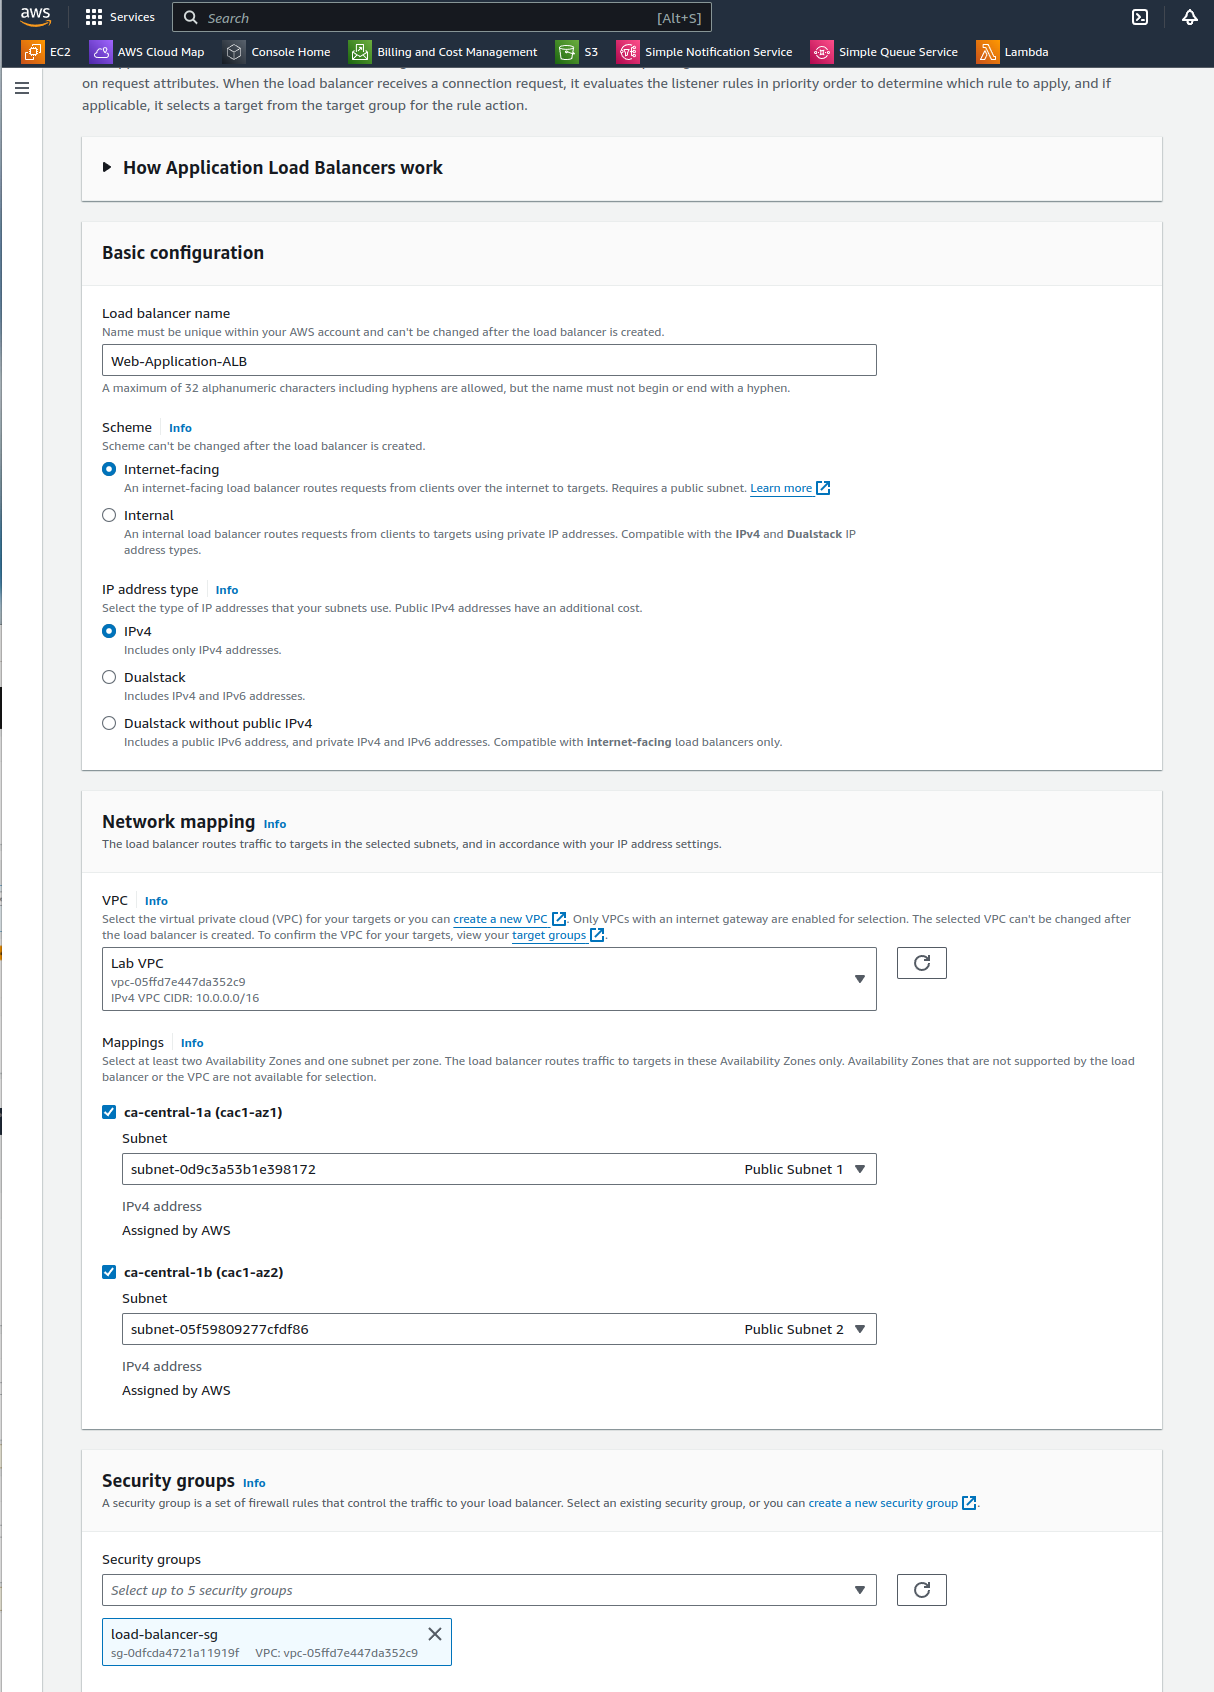 aws
Services
Search
[Alt+S]
EC2
AWS Cloud Map
Console Home
Billing and Cost Management
S3
Simple Notification Service
Simple Queue Service
Lambda
on request attributes. When the load balancer receives a connection request, it evaluates the listener rules in priority order to determine which rule to apply, and if
applicable, it selects a target from the target group for the rule action.
How Application Load Balancers work
Basic configuration
Load balancer name
Name must be unique within your AWS account and can't be changed after the load balancer is created.
Web-Application-ALB
A maximum of 32 alphanumeric characters including hyphens are allowed, but the name must not begin or end with a hyphen.
Scheme Info
Scheme can't be changed after the load balancer is created.
Internet-facing
An internet-facing load balancer routes requests from clients over the internet to targets. Requires a public subnet. Learn more
Internal
An internal load balancer routes requests from clients to targets using private IP addresses. Compatible with the IPv4 and Dualstack IP
address types.
IP address type Info
Select the type of IP addresses that your subnets use. Public IPv4 addresses have an additional cost.
IPv4
Includes only IPv4 addresses.
Dualstack
Includes IPv4 and IPv6 addresses.
Dualstack without public IPv4
Includes a public IPv6 address, and private IPv4 and IPv6 addresses. Compatible with internet-facing load balancers only.
Network mapping Info
The load balancer routes traffic to targets in the selected subnets, and in accordance with your IP address settings.
VPC Info
Select the virtual private cloud (VPC) for your targets or you can create a new VPC . Only VPCs with an internet gateway are enabled for selection. The selected VPC can't be changed after
the load balancer is created. To confirm the VPC for your targets, view your target groups .
Lab VPC
vpc-05ffd7e447da352c9
IPv4 VPC CIDR: 10.0.0.0/16
Mappings Info
Select at least two Availability Zones and one subnet per zone. The load balancer routes traffic to targets in these Availability Zones only. Availability Zones that are not supported by the load
balancer or the VPC are not available for selection.
ca-central-1a (cac1-az1)
Subnet
subnet-0d9c3a53b1e398172 Public Subnet 1
IPv4 address
Assigned by AWS
ca-central-1b (cac1-az2)
Subnet
subnet-05f59809277cfdf86 Public Subnet 2
IPv4 address
Assigned by AWS
Security groups Info
A security group is a set of firewall rules that control the traffic to your load balancer. Select an existing security group, or you can create a new security group .
Security groups
Select up to 5 security groups
load-balancer-sg
sg-0dfcda4721a11919f VPC: vpc-05ffd7e447da352c9